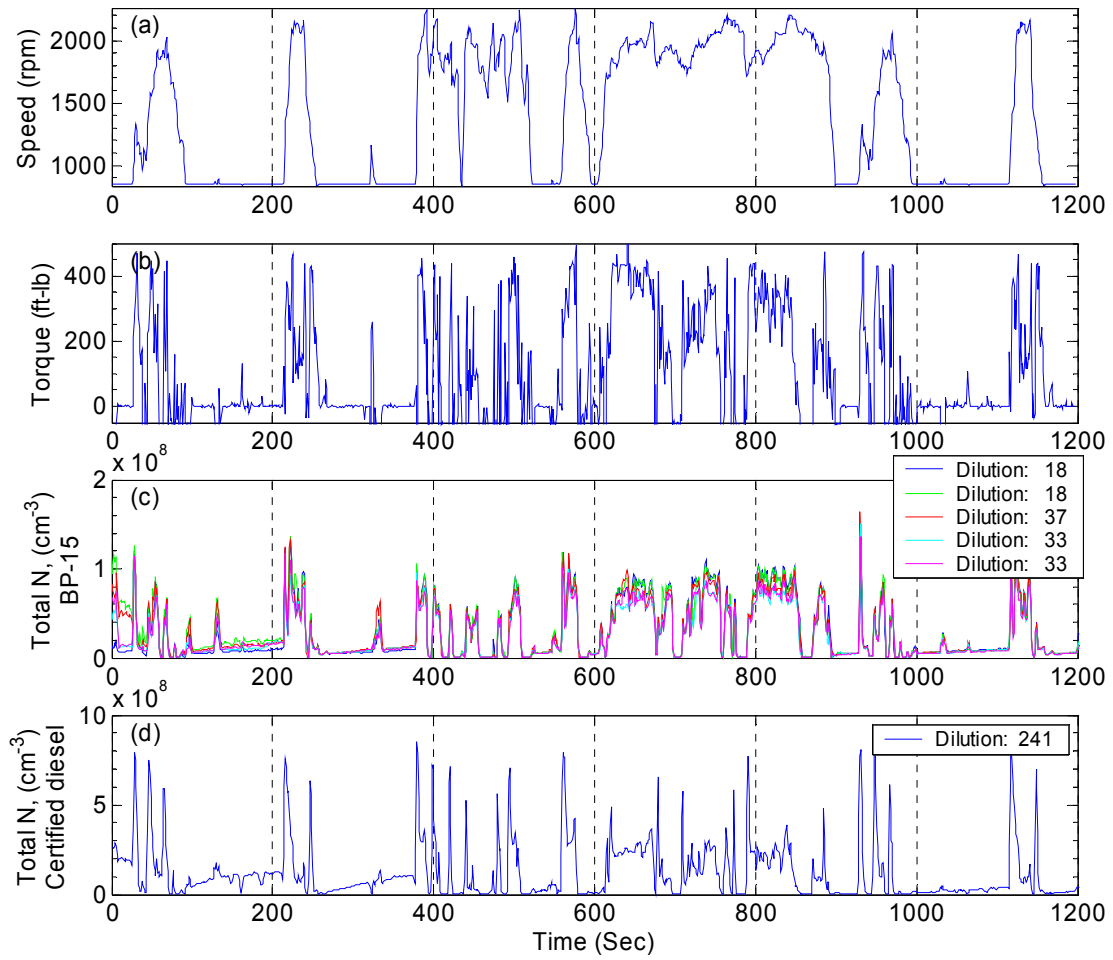 (a)
Speed (rpm)
2000
1500
1000
0 200 400 600 800 1000 1200
(b)
Torque (ft-lb)
400
200
0
0 200 400 600 800 1000 1200
x 10^8
(c)
Total N, (cm^-3)
BP-15
2
1
0
Dilution: 18
Dilution: 18
Dilution: 37
Dilution: 33
Dilution: 33
0 200 400 600 800 1000 1200
x 10^8
(d)
Total N, (cm^-3)
Certified diesel
10
5
0
Dilution: 241
0 200 400 600 800 1000 1200
Time (Sec)